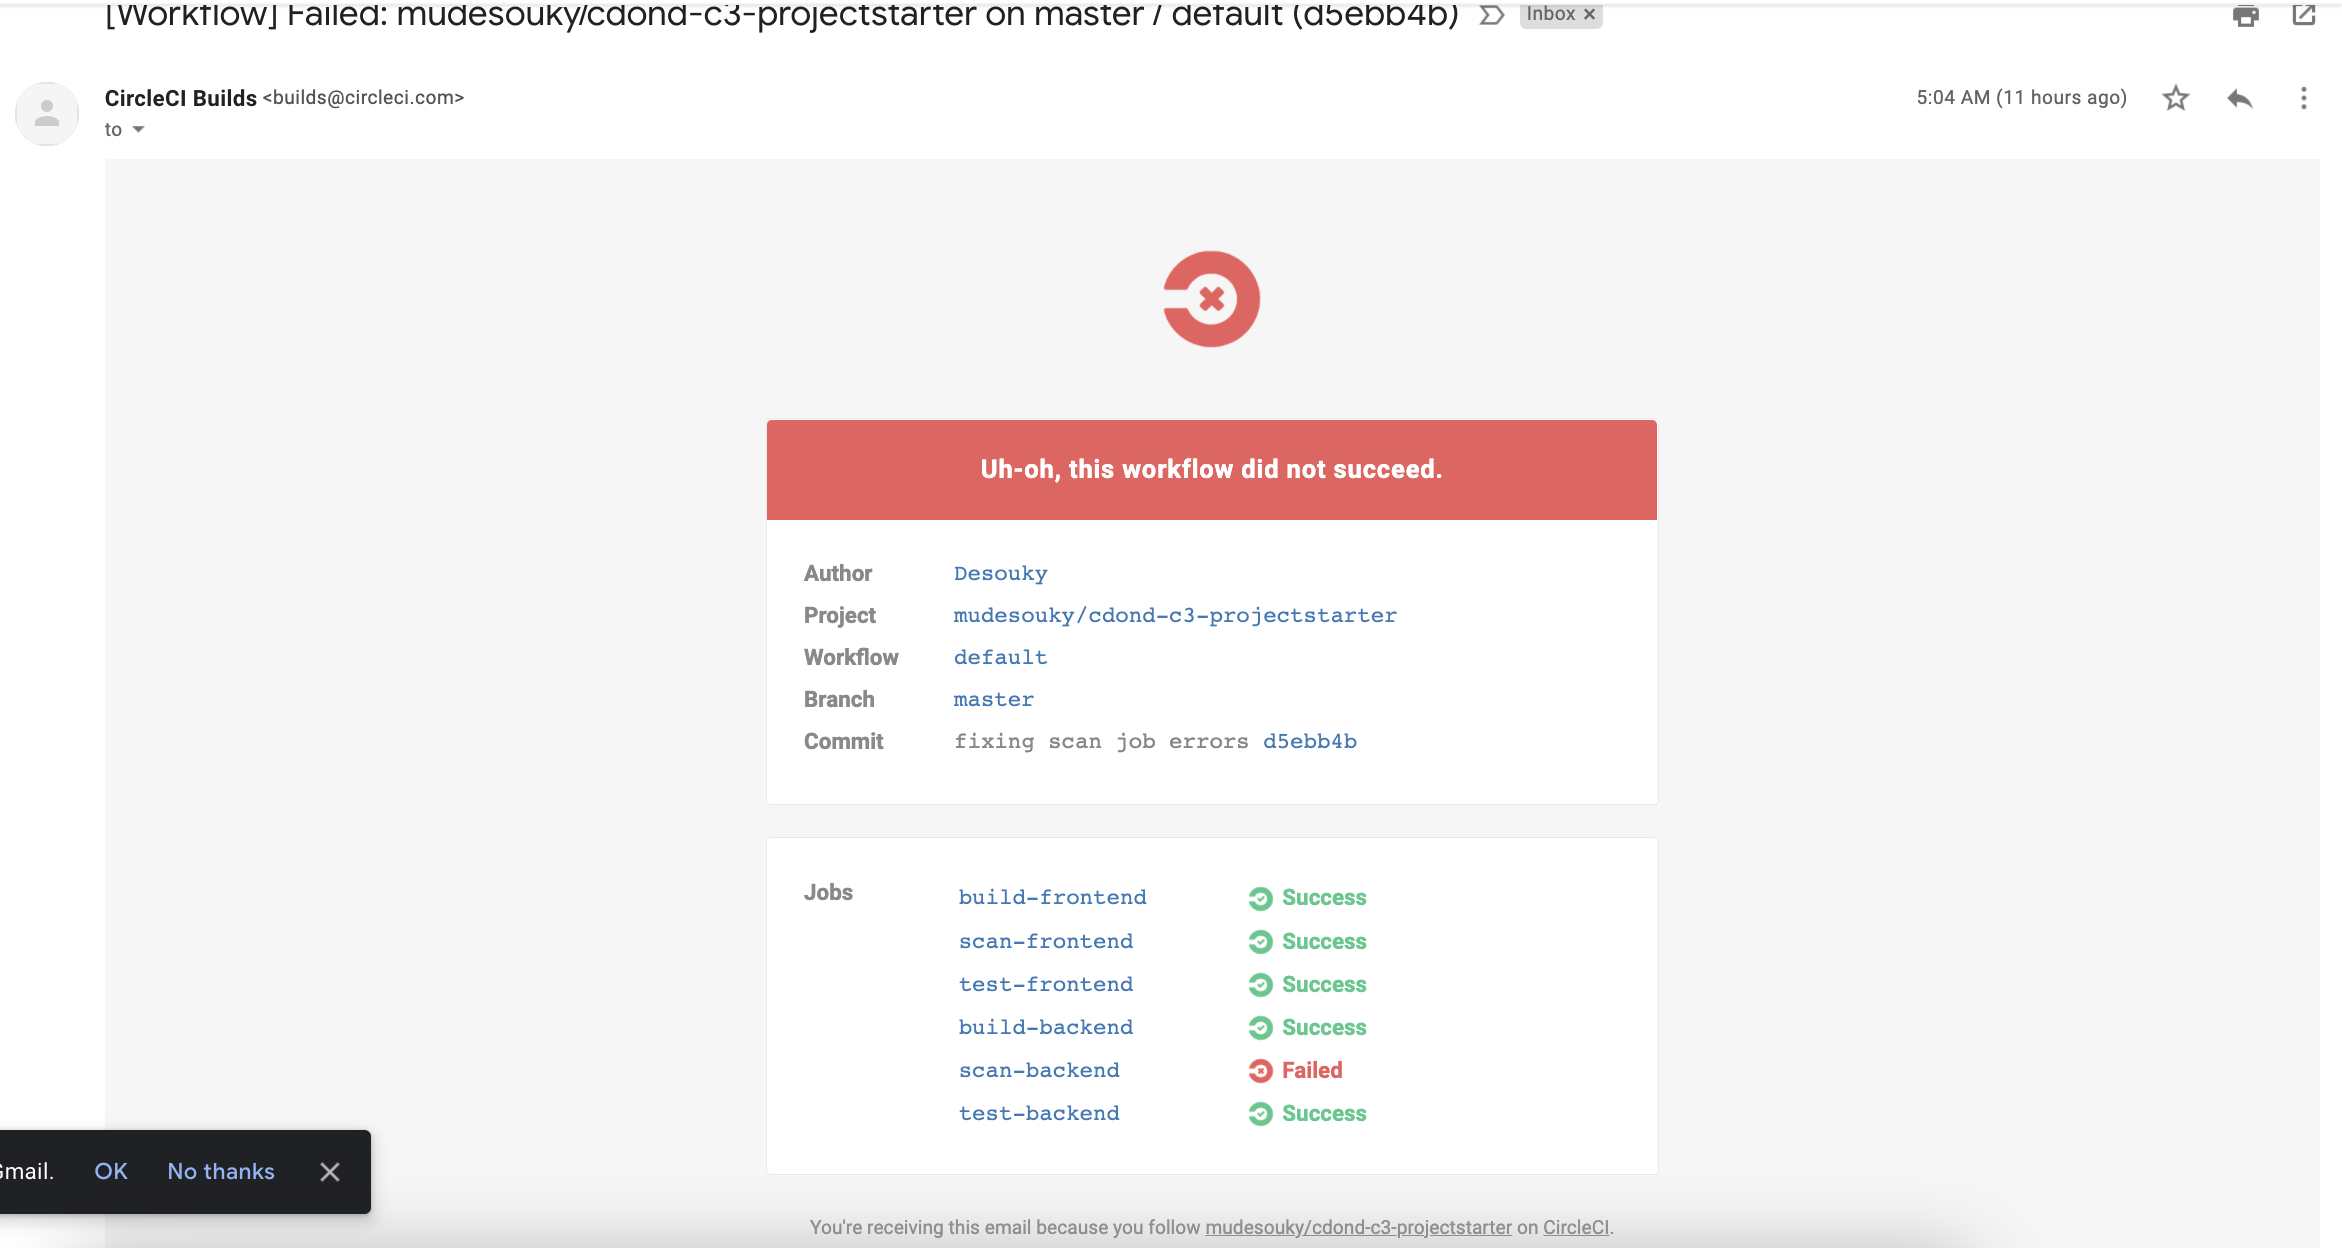 [Workflow] Failed: mudesouky/cdond-c3-projectstarter on master / default (d5ebb4b) Inbox ×
CircleCI Builds <builds@circleci.com> 5:04 AM (11 hours ago)
to
Uh-oh, this workflow did not succeed.
Author Desouky
Project mudesouky/cdond-c3-projectstarter
Workflow default
Branch master
Commit fixing scan job errors d5ebb4b
Jobs build-frontend Success
scan-frontend Success
test-frontend Success
build-backend Success
scan-backend Failed
test-backend Success
Gmail. OK No thanks
You're receiving this email because you follow mudesouky/cdond-c3-projectstarter on CircleCI.